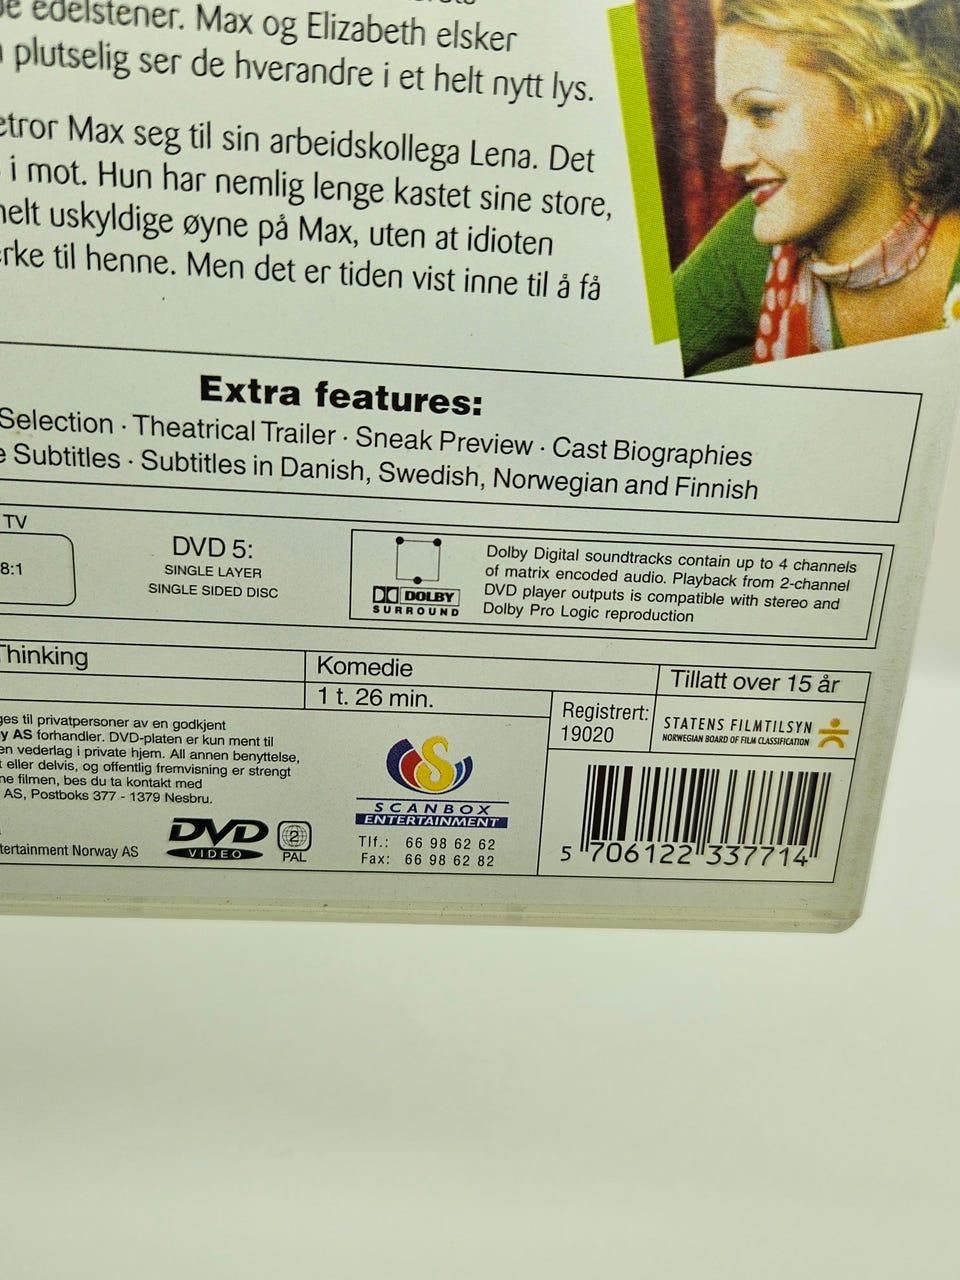 edelstener. Max og Elizabeth elsker
plutselig ser de hverandre i et helt nytt lys.
etror Max seg til sin arbeidskollega Lena. Det
i mot. Hun har nemlig lenge kastet sine store,
helt uskyldige øyne på Max, uten at idioten
rke til henne. Men det er tiden vist inne til å få
Extra features:
Selection · Theatrical Trailer · Sneak Preview · Cast Biographies
e Subtitles · Subtitles in Danish, Swedish, Norwegian and Finnish
TV
8:1
DVD 5:
SINGLE LAYER
SINGLE SIDED DISC
DOLBY
SURROUND
Dolby Digital soundtracks contain up to 4 channels
of matrix encoded audio. Playback from 2-channel
DVD player outputs is compatible with stereo and
Dolby Pro Logic reproduction
Thinking
Komedie
Tillatt over 15 år
1 t. 26 min.
Registrert:
19020
STATENS FILMTILSYN
NORWEGIAN BOARD OF FILM CLASSIFICATION
ges til privatpersoner av en godkjent
y AS forhandler. DVD-platen er kun ment til
en vederlag i private hjem. All annen benyttelse,
t eller delvis, og offentlig fremvisning er strengt
ne filmen, bes du ta kontakt med
AS, Postboks 377 - 1379 Nesbru.
tertainment Norway AS
DVD
VIDEO
2
PAL
S
SCANBOX
ENTERTAINMENT
Tlf.: 66 98 62 62
Fax: 66 98 62 82
5 706122 337714